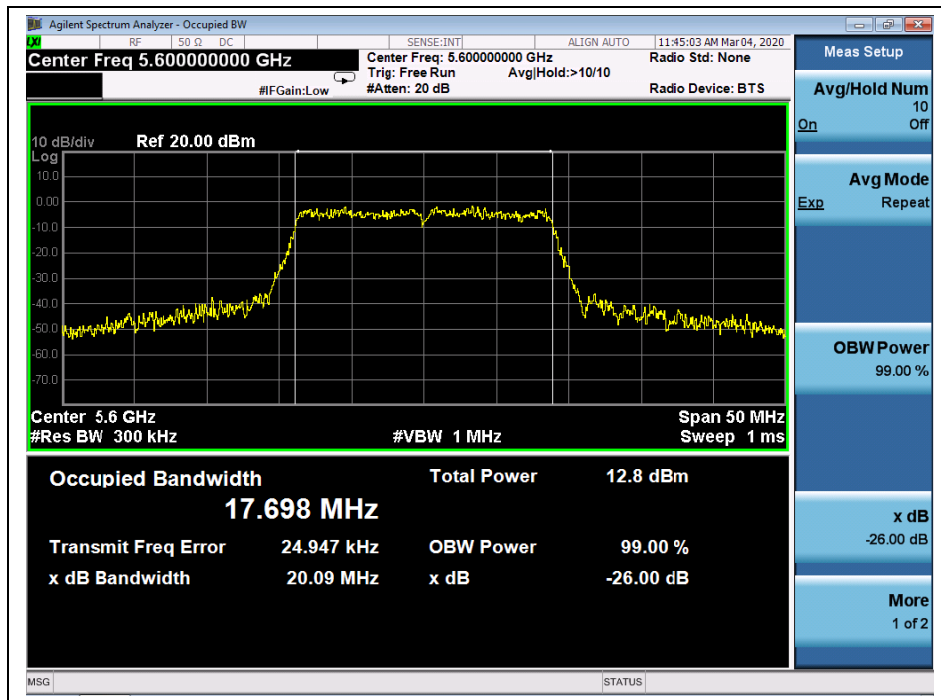 Agilent Spectrum Analyzer - Occupied BW
LXI RF 50 Ω DC SENSE:INT ALIGN AUTO 11:45:03 AM Mar 04, 2020
Center Freq 5.600000000 GHz
Center Freq: 5.600000000 GHz Radio Std: None
Trig: Free Run Avg|Hold:>10/10
#IFGain:Low #Atten: 20 dB Radio Device: BTS
10 dB/div Ref 20.00 dBm
Log
10.0
0.00
-10.0
-20.0
-30.0
-40.0
-50.0
-60.0
-70.0
Center 5.6 GHz Span 50 MHz
#Res BW 300 kHz #VBW 1 MHz Sweep 1 ms
Occupied Bandwidth Total Power 12.8 dBm
17.698 MHz
Transmit Freq Error 24.947 kHz OBW Power 99.00 %
x dB Bandwidth 20.09 MHz x dB -26.00 dB
MSG STATUS
Meas Setup
Avg/Hold Num
10
On Off
Avg Mode
Exp Repeat
OBW Power
99.00 %
x dB
-26.00 dB
More
1 of 2